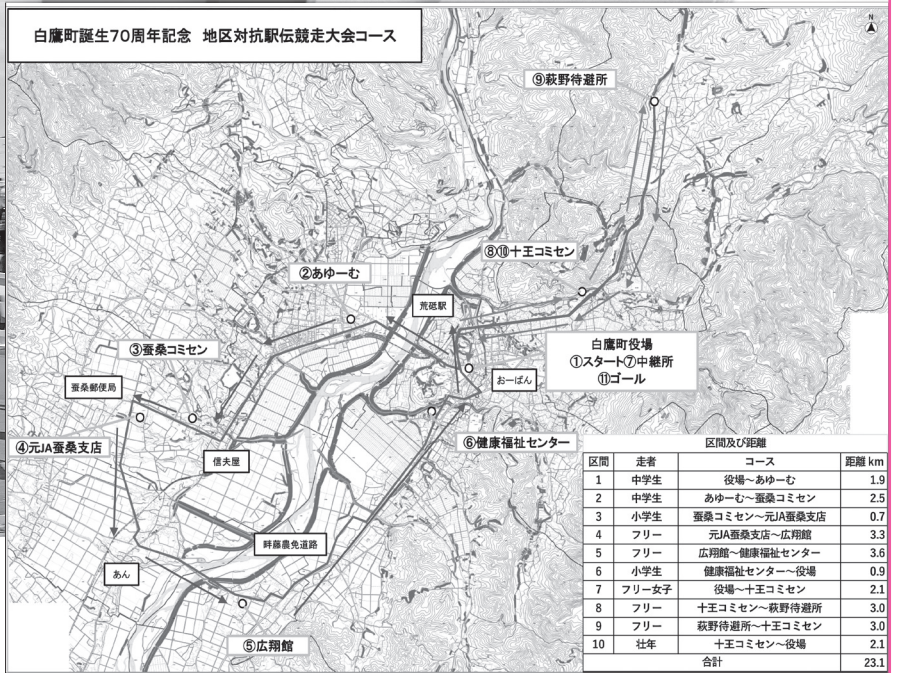 白鷹町誕生70周年記念 地区対抗駅伝競走大会コース
N
⑨萩野待避所
⑧⑩十王コミセン
②あゆーむ
荒砥駅
③蚕桑コミセン
白鷹町役場
①スタート⑦中継所
⑪ゴール
おーばん
蚕桑郵便局
④元JA蚕桑支店
信夫屋
⑥健康福祉センター
畔藤農免道路
あん
⑤広翔館
区間及び距離
区間 走者 コース 距離 km
1 中学生 役場～あゆーむ 1.9
2 中学生 あゆーむ～蚕桑コミセン 2.5
3 小学生 蚕桑コミセン～元JA蚕桑支店 0.7
4 フリー 元JA蚕桑支店～広翔館 3.3
5 フリー 広翔館～健康福祉センター 3.6
6 小学生 健康福祉センター～役場 0.9
7 フリー女子 役場～十王コミセン 2.1
8 フリー 十王コミセン～萩野待避所 3.0
9 フリー 萩野待避所～十王コミセン 3.0
10 壮年 十王コミセン～役場 2.1
合計 23.1